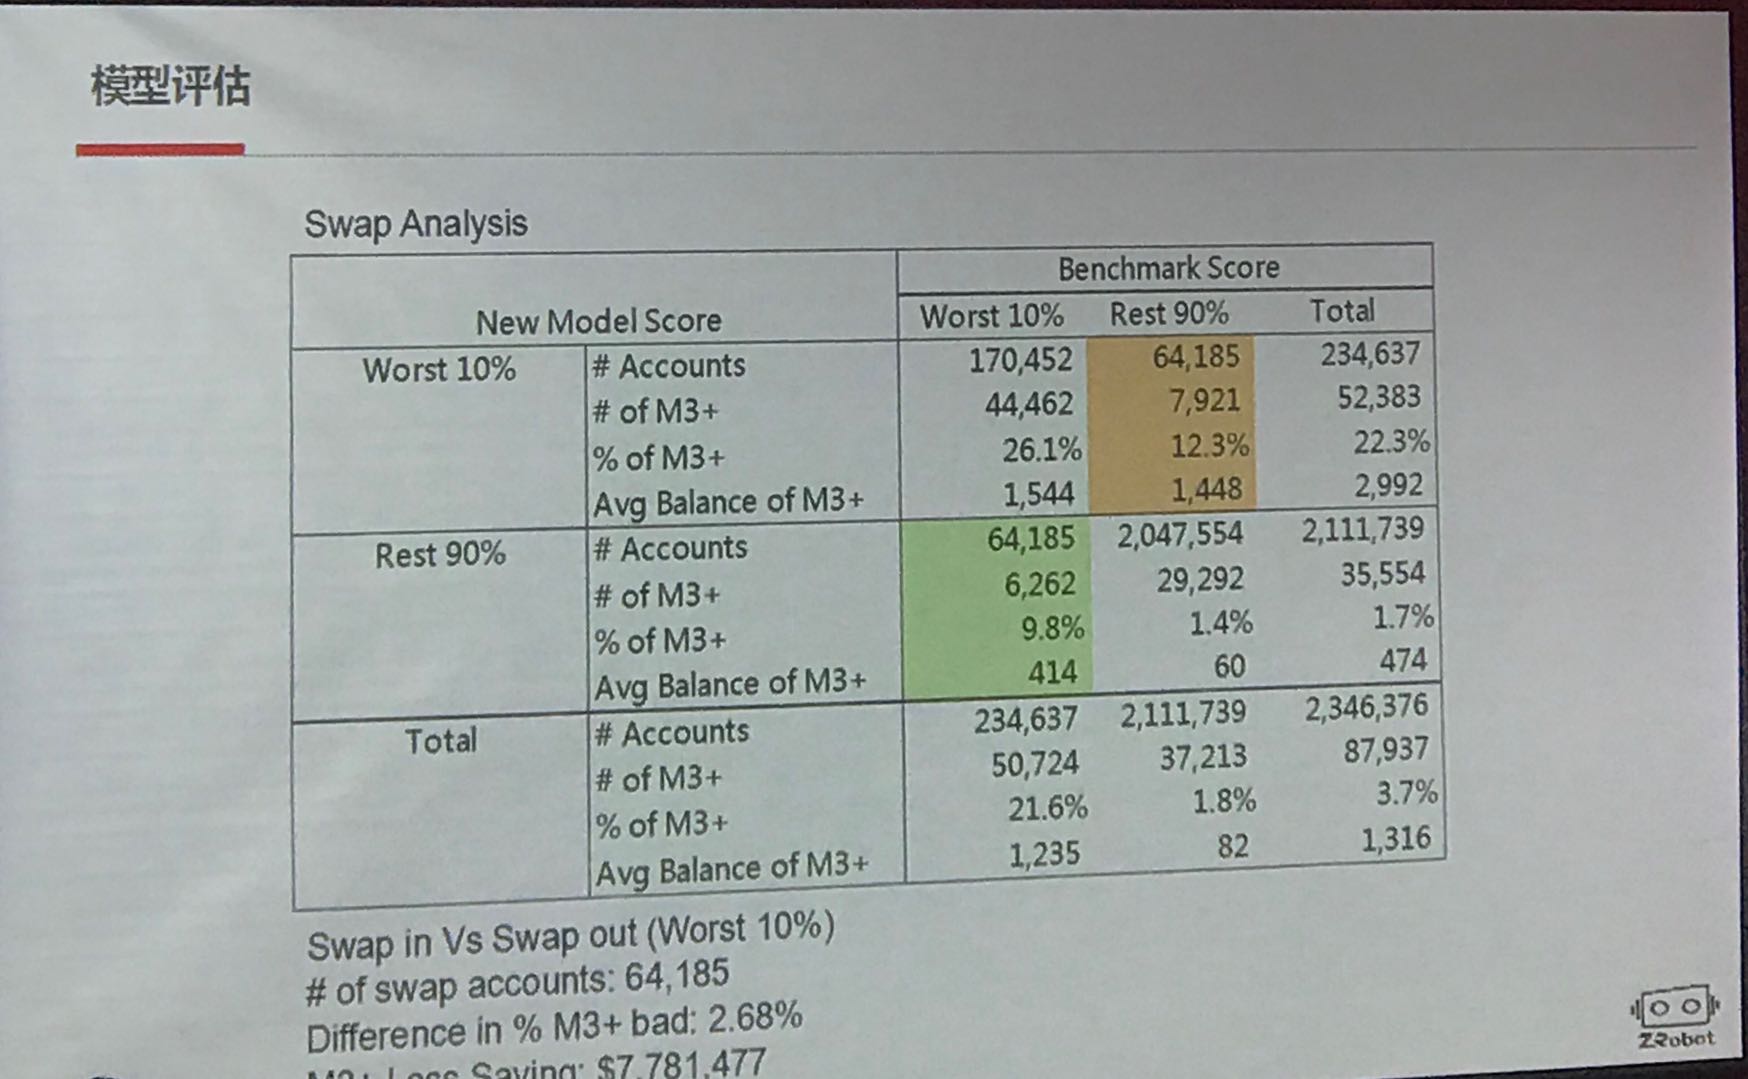 模型评估
Swap Analysis
Benchmark Score
New Model Score Worst 10% Rest 90% Total
Worst 10% # Accounts 170,452 64,185 234,637
# of M3+ 44,462 7,921 52,383
% of M3+ 26.1% 12.3% 22.3%
Avg Balance of M3+ 1,544 1,448 2,992
Rest 90% # Accounts 64,185 2,047,554 2,111,739
# of M3+ 6,262 29,292 35,554
% of M3+ 9.8% 1.4% 1.7%
Avg Balance of M3+ 414 60 474
Total # Accounts 234,637 2,111,739 2,346,376
# of M3+ 50,724 37,213 87,937
% of M3+ 21.6% 1.8% 3.7%
Avg Balance of M3+ 1,235 82 1,316
Swap in Vs Swap out (Worst 10%)
# of swap accounts: 64,185
Difference in % M3+ bad: 2.68%
M3+ Loss Saving: $7,781,477
ZRobot